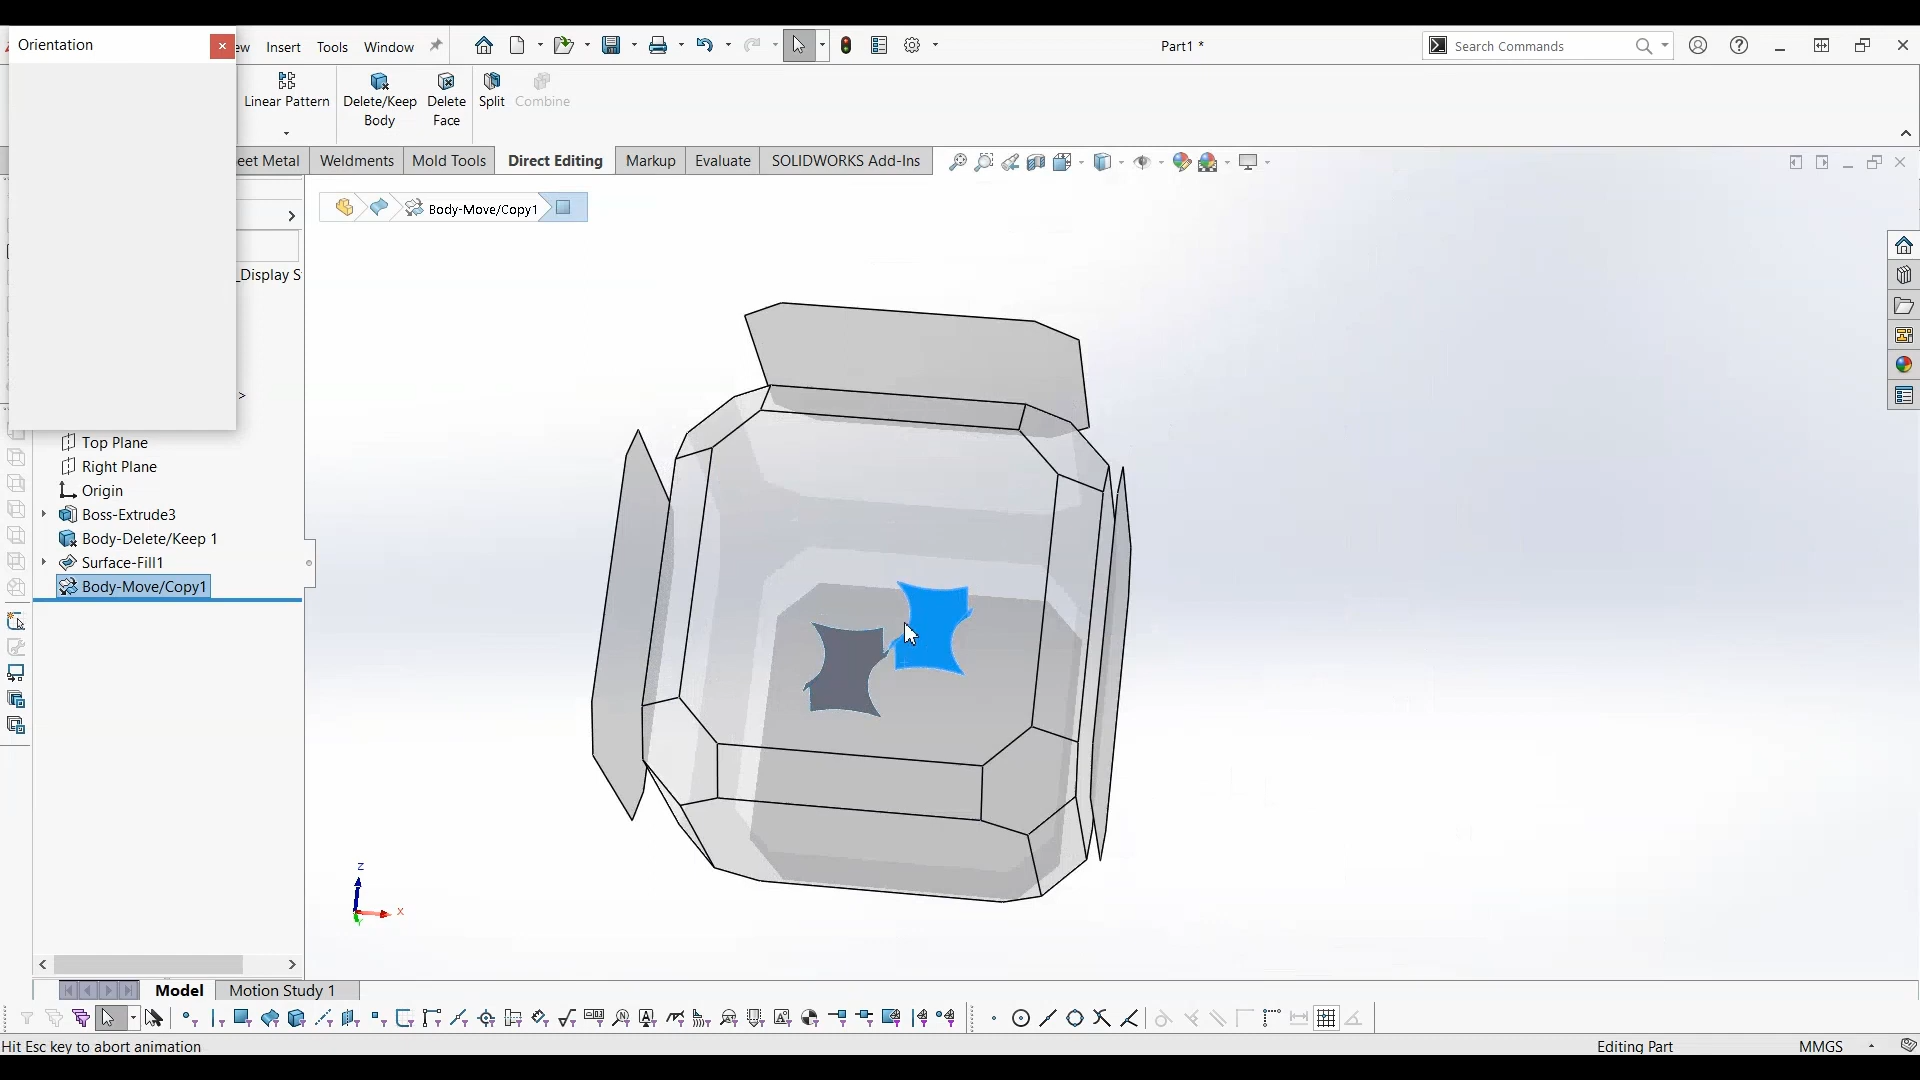 Orientation
ew Insert Tools Window
Part1 *
Search Commands
Linear Pattern
Delete/Keep
Body
Delete
Face
Split
Combine
eet Metal
Weldments
Mold Tools
Direct Editing
Markup
Evaluate
SOLIDWORKS Add-Ins
Body-Move/Copy1
_Display S
Top Plane
Right Plane
Origin
Boss-Extrude3
Body-Delete/Keep 1
Surface-Fill1
Body-Move/Copy1
z
x
Model
Motion Study 1
Hit Esc key to abort animation
Editing Part
MMGS